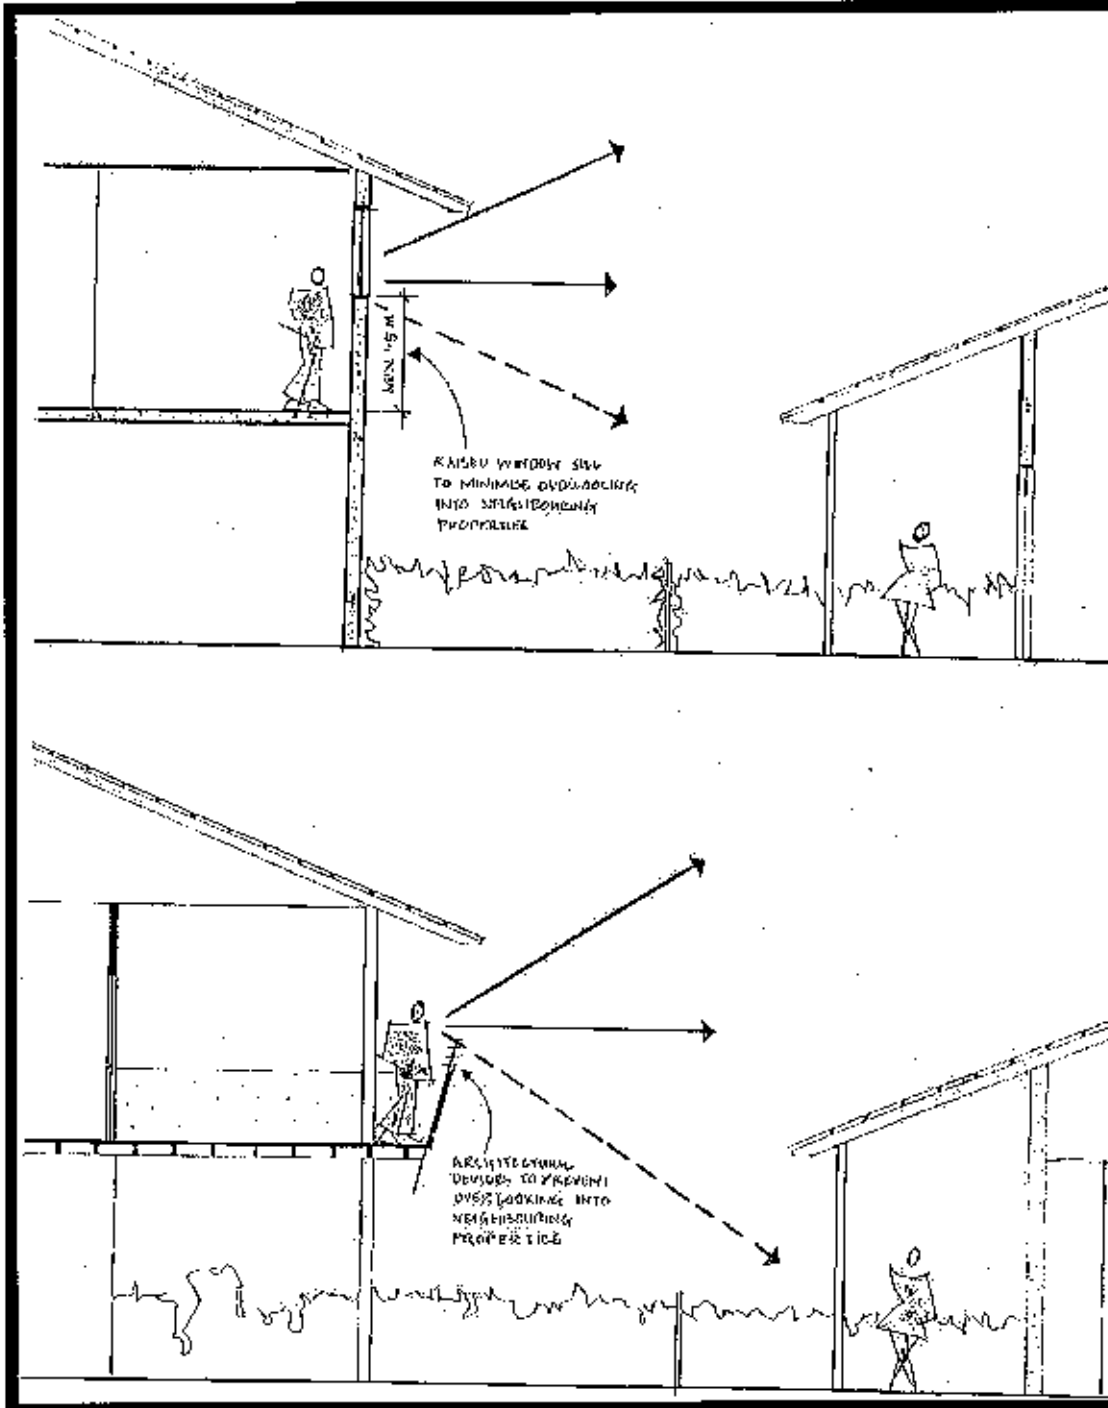 RAISED WINDOW SILL
TO MINIMISE OVERLOOKING
INTO NEIGHBOURING
PROPERTIES
ARCHITECTURAL
DEVICES TO PREVENT
OVERLOOKING INTO
NEIGHBOURING
PROPERTIES